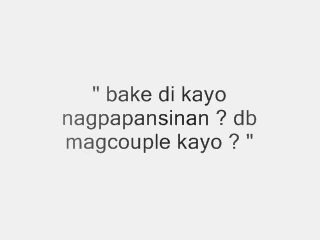 " bake di kayo
nagpapansinan ? db
magcouple kayo ? "